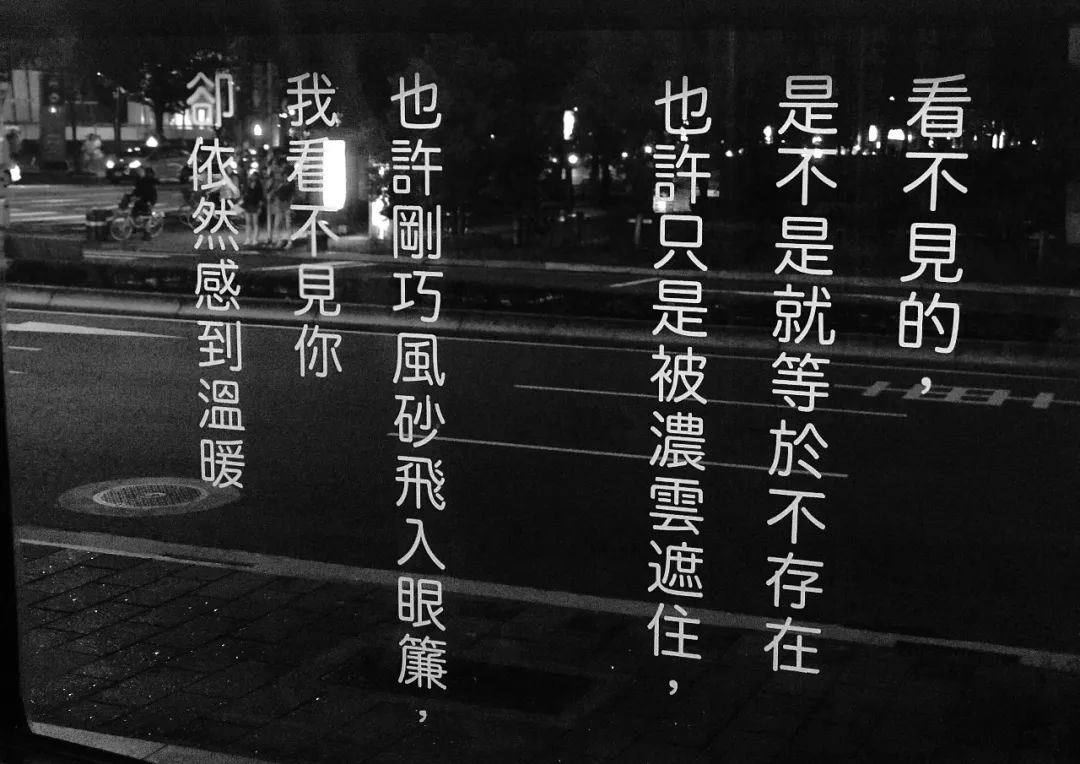 看不見的，
是不是就等於不存在
也許只是被濃雲遮住，
也許剛巧風砂飛入眼簾，
我看不見你
卻依然感到溫暖